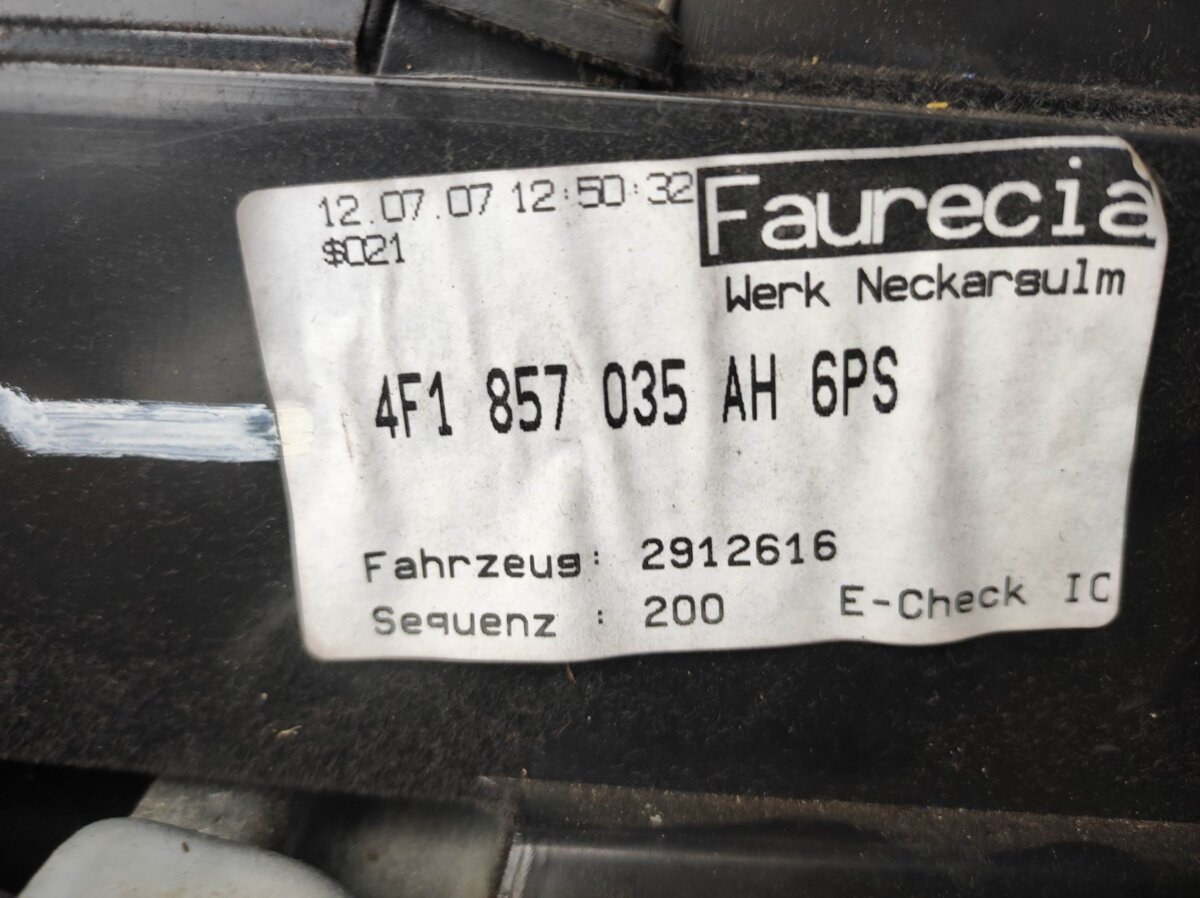 12.07.07 12:50:32
$021
Faurecia
Werk Neckarsulm
4F1 857 035 AH 6PS
Fahrzeug: 2912616
Sequenz : 200
E-Check IO